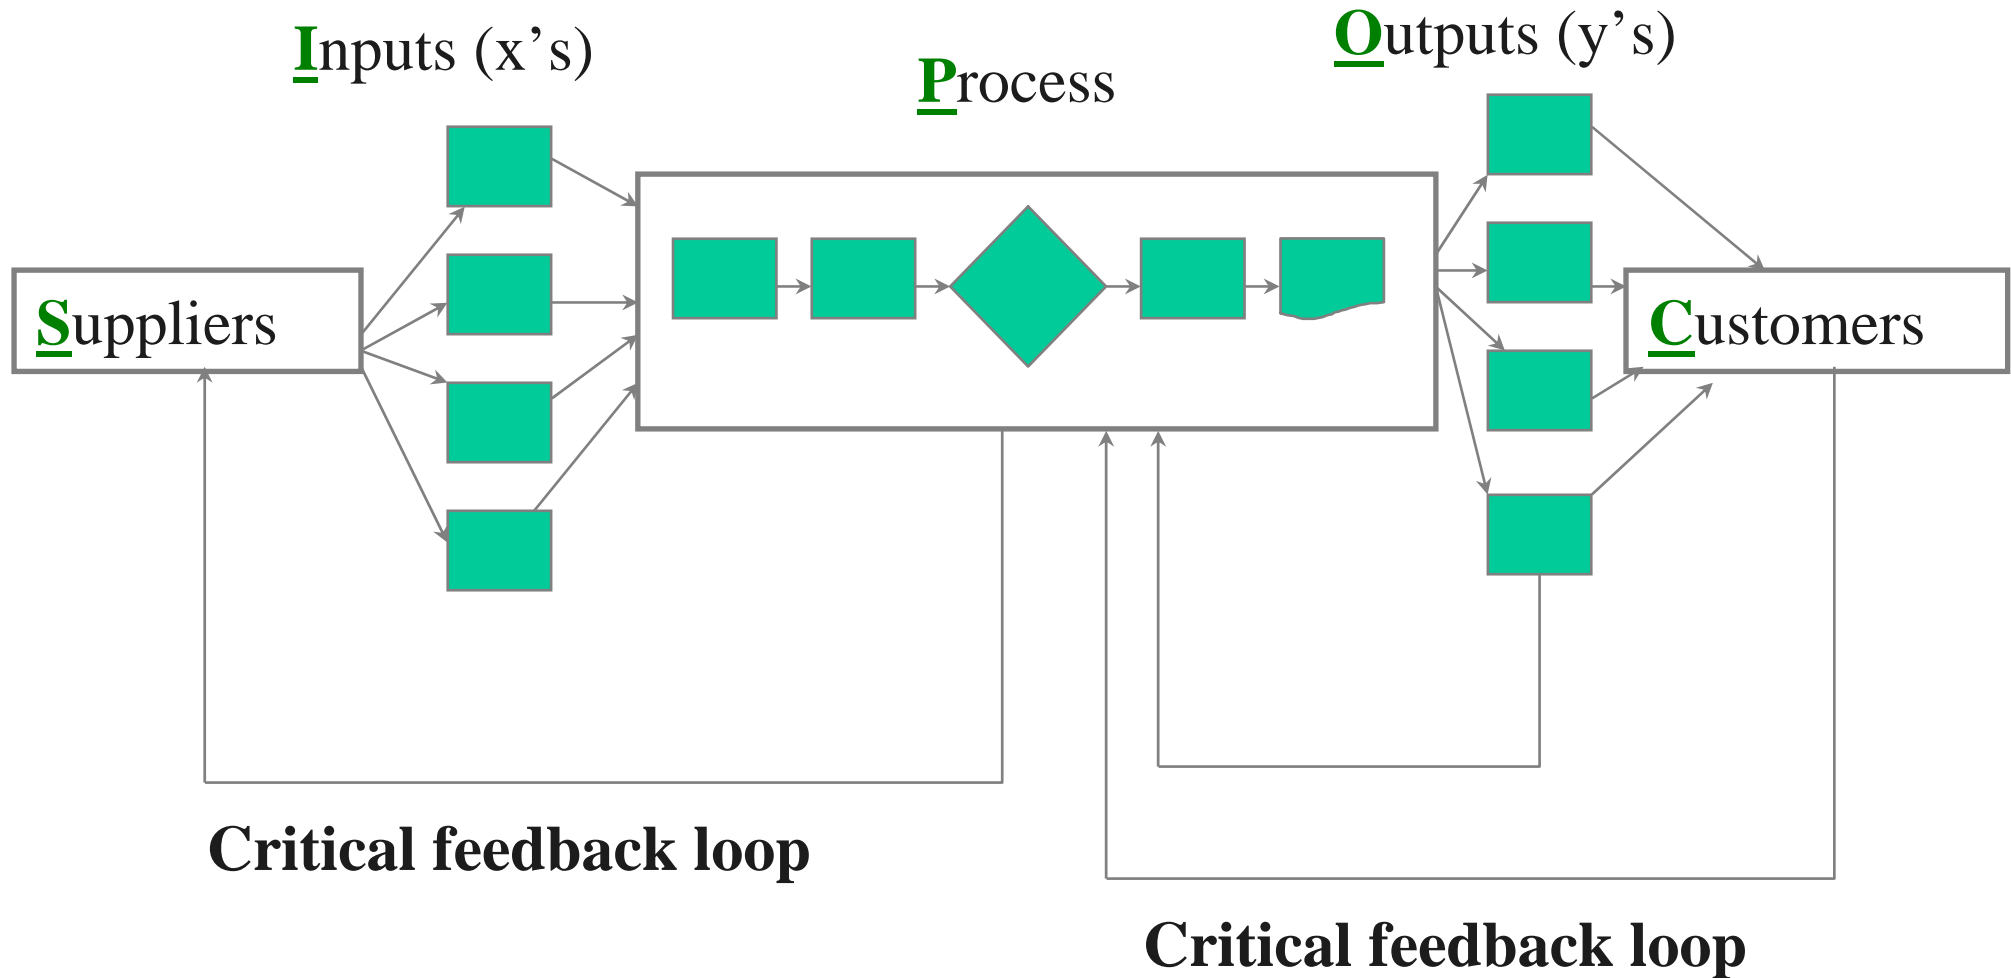 Inputs (x’s)
Process
Outputs (y’s)
Suppliers
Customers
Critical feedback loop
Critical feedback loop